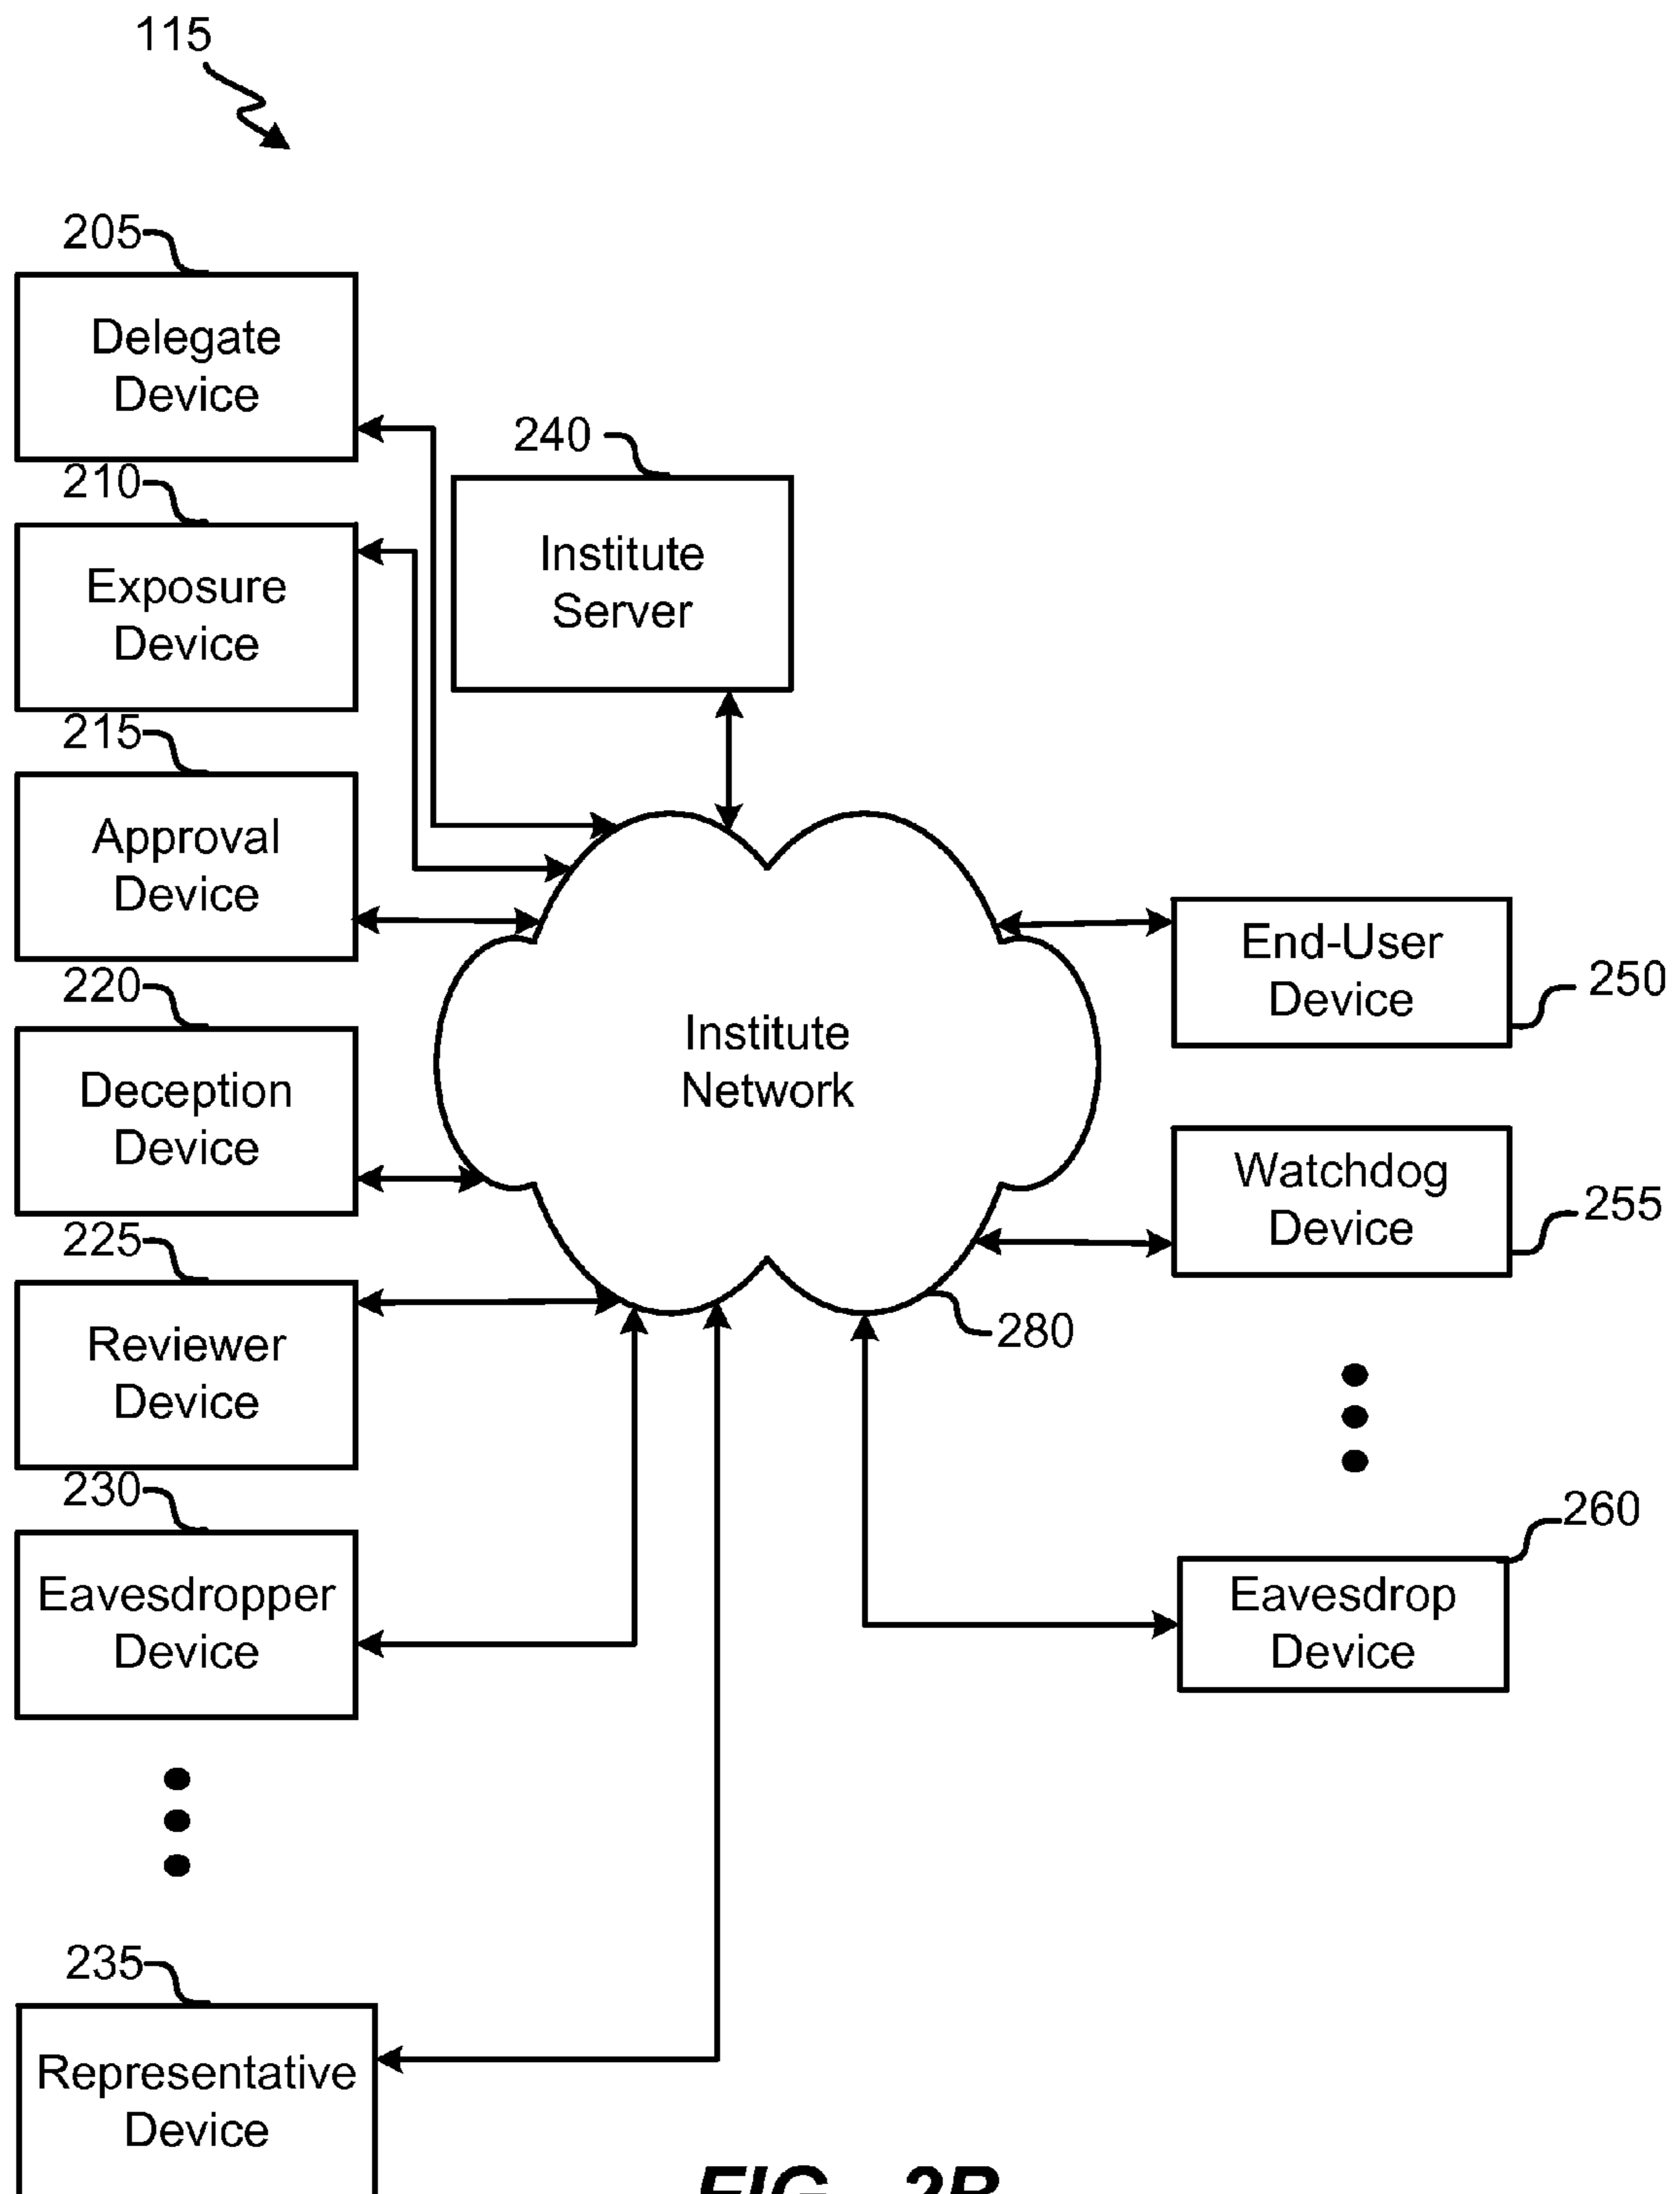 115
205
Delegate
Device
210
Exposure
Device
215
Approval
Device
220
Deception
Device
225
Reviewer
Device
230
Eavesdropper
Device
235
Representative
Device
240
Institute
Server
Institute
Network
280
End-User
Device
250
Watchdog
Device
255
260
Eavesdrop
Device
FIG. 2B